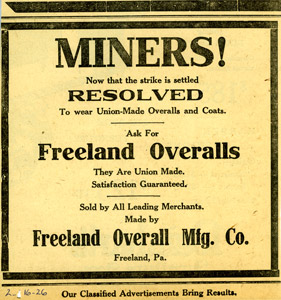 MINERS!
Now that the strike is settled
RESOLVED
To wear Union-Made Overalls and Coats.
Ask For
Freeland Overalls
They Are Union Made.
Satisfaction Guaranteed.
Sold by All Leading Merchants.
Made by
Freeland Overall Mfg. Co.
Freeland, Pa.
Our Classified Advertisements Bring Results.